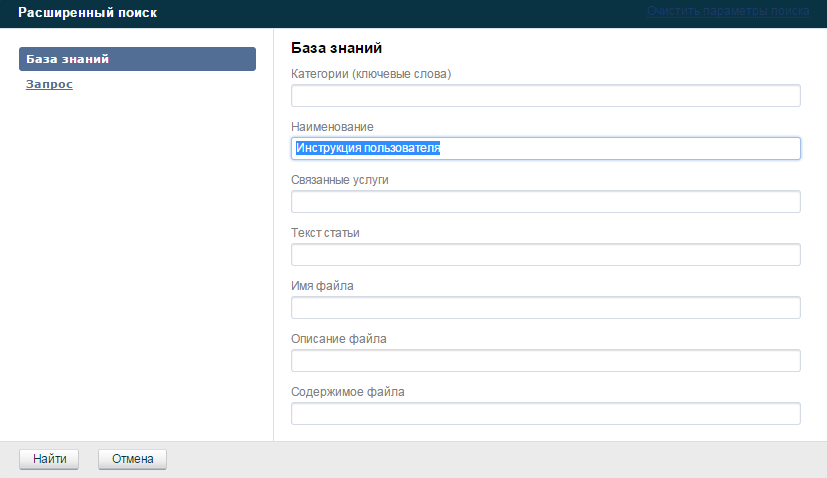 Расширенный поиск
Очистить параметры поиска
База знаний
Запрос
База знаний
Категории (ключевые слова)
Наименование
Инструкция пользователя
Связанные услуги
Текст статьи
Имя файла
Описание файла
Содержимое файла
Найти
Отмена